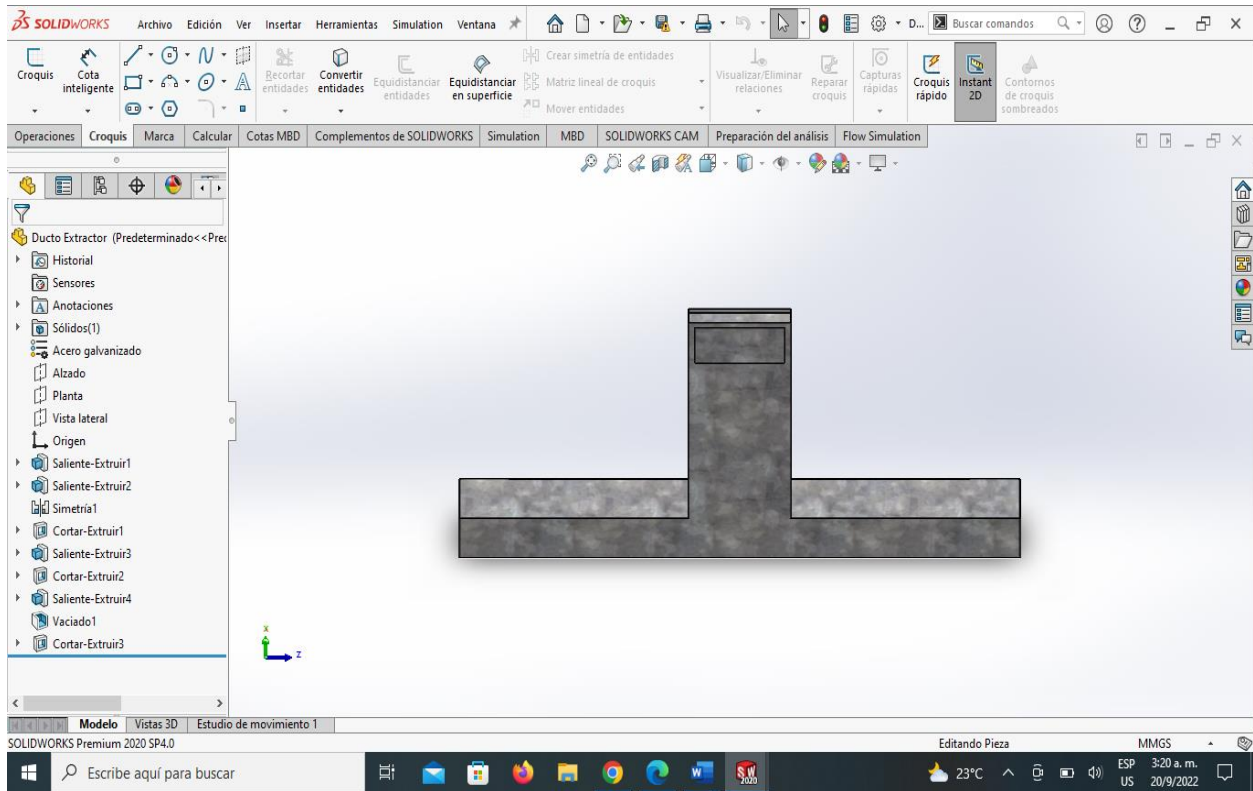 SOLIDWORKS Archivo Edición Ver Insertar Herramientas Simulation Ventana D... Buscar comandos
Croquis Cota inteligente Recortar entidades Convertir entidades Equidistanciar entidades Equidistanciar en superficie Crear simetría de entidades Matriz lineal de croquis Mover entidades Visualizar/Eliminar relaciones Reparar croquis Capturas rápidas Croquis rápido Instant 2D Contornos de croquis sombreados
Operaciones Croquis Marca Calcular Cotas MBD Complementos de SOLIDWORKS Simulation MBD SOLIDWORKS CAM Preparación del análisis Flow Simulation
Ducto Extractor (Predeterminado<<Pred
Historial
Sensores
Anotaciones
Sólidos(1)
Acero galvanizado
Alzado
Planta
Vista lateral
Origen
Saliente-Extruir1
Saliente-Extruir2
Simetría1
Cortar-Extruir1
Saliente-Extruir3
Cortar-Extruir2
Saliente-Extruir4
Vaciado1
Cortar-Extruir3
x
z
Modelo Vistas 3D Estudio de movimiento 1
SOLIDWORKS Premium 2020 SP4.0 Editando Pieza MMGS
Escribe aquí para buscar 23°C ESP 3:20 a. m.
US 20/9/2022